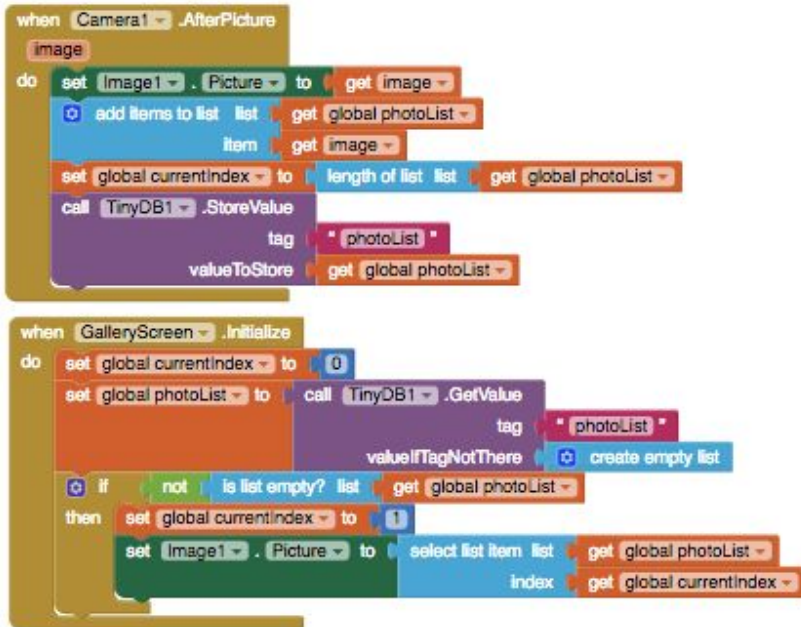 when Camera1 .AfterPicture
image
do set Image1 . Picture to get image
add items to list list get global photoList
item get image
set global currentIndex to length of list list get global photoList
call TinyDB1 .StoreValue
tag " photoList "
valueToStore get global photoList
when GalleryScreen .Initialize
do set global currentIndex to 0
set global photoList to call TinyDB1 .GetValue
tag " photoList "
valueIfTagNotThere create empty list
if not is list empty? list get global photoList
then set global currentIndex to 1
set Image1 . Picture to select list item list get global photoList
index get global currentIndex